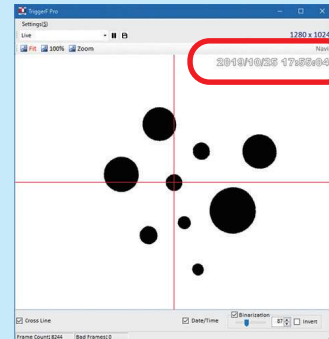 TriggerF Pro
Settings(S)
Live
1280 x 1024
Fit 100% Zoom
Navi
2019/10/25 17:55:04
Cross Line
Date/Time
Binarization
87
Invert
Frame Count:8244 Bad Frames:0